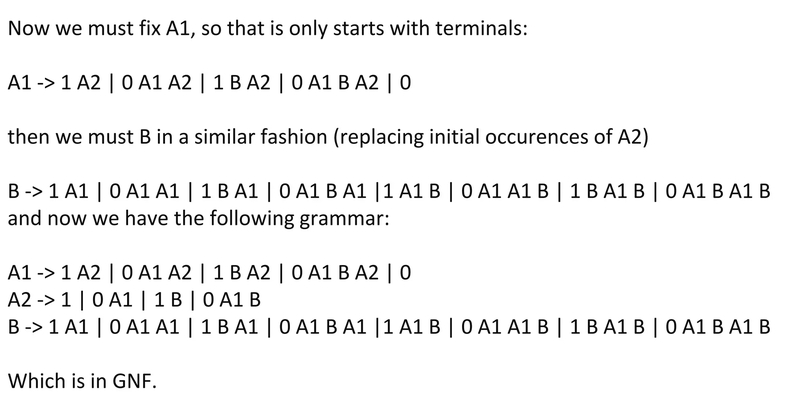 Now we must fix A1, so that is only starts with terminals:
A1 -> 1 A2 | 0 A1 A2 | 1 B A2 | 0 A1 B A2 | 0
then we must B in a similar fashion (replacing initial occurences of A2)
B -> 1 A1 | 0 A1 A1 | 1 B A1 | 0 A1 B A1 |1 A1 B | 0 A1 A1 B | 1 B A1 B | 0 A1 B A1 B
and now we have the following grammar:
A1 -> 1 A2 | 0 A1 A2 | 1 B A2 | 0 A1 B A2 | 0
A2 -> 1 | 0 A1 | 1 B | 0 A1 B
B -> 1 A1 | 0 A1 A1 | 1 B A1 | 0 A1 B A1 |1 A1 B | 0 A1 A1 B | 1 B A1 B | 0 A1 B A1 B
Which is in GNF.